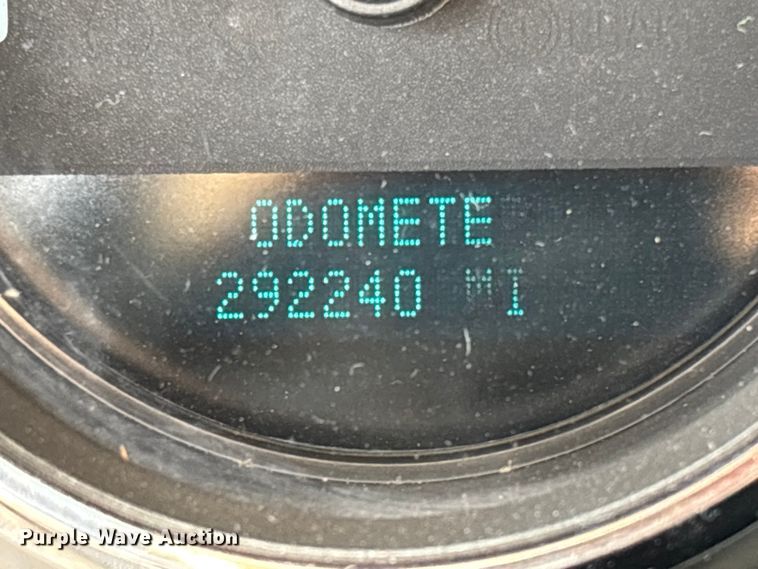 ODOMETE
292240 MI
Purple Wave Auction